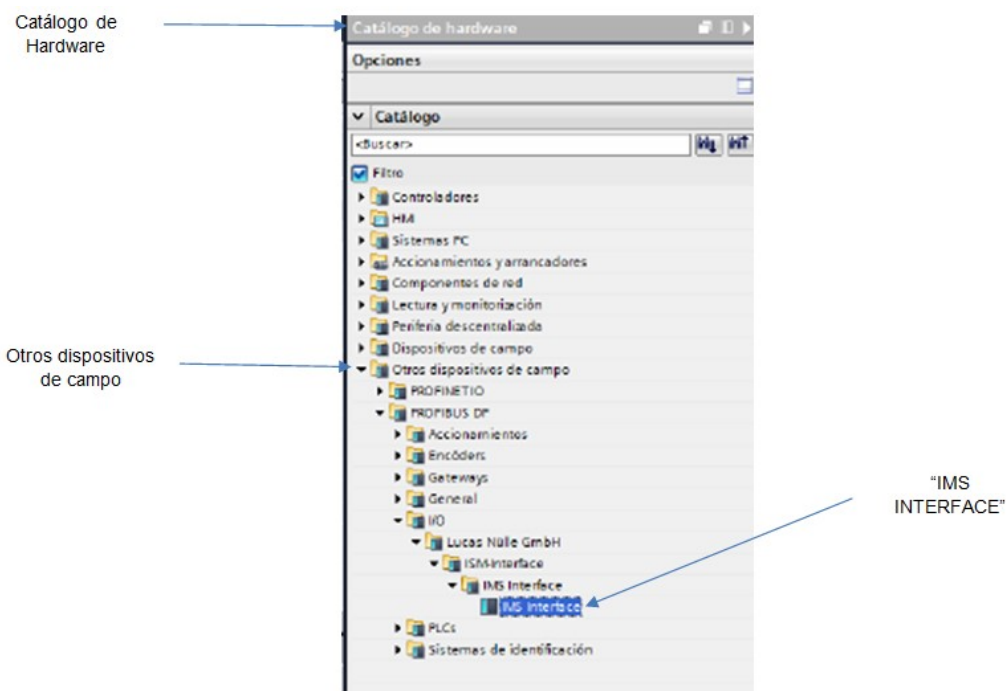 Catálogo de
Hardware
Catálogo de hardware
Opciones
Catálogo
<Buscar>
Filtro
Controladores
HMI
Sistemas PC
Accionamientos y arrancadores
Componentes de red
Lectura y monitorización
Periferia descentralizada
Dispositivos de campo
Otros dispositivos
de campo
Otros dispositivos de campo
PROFINET IO
PROFIBUS DP
Accionamientos
Encóders
Gateways
General
I/O
Lucas Nülle GmbH
ISM-Interface
IMS Interface
IMS Interface
PLCs
Sistemas de identificación
“IMS
INTERFACE”